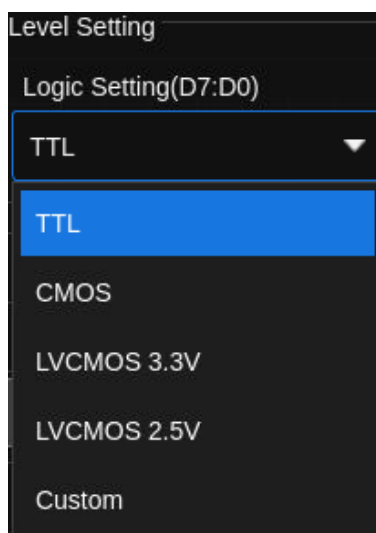 Level Setting
Logic Setting(D7:D0)
TTL
TTL
CMOS
LVCMOS 3.3V
LVCMOS 2.5V
Custom